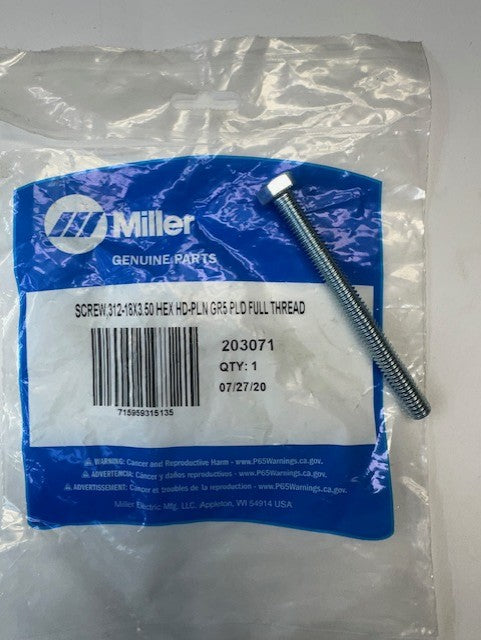 Miller
GENUINE PARTS
SCREW,312-18X3.50 HEX HD-PLN GR5 PLD FULL THREAD
203071
QTY: 1
07/27/20
715959315135
WARNING: Cancer and Reproductive Harm - www.P65Warnings.ca.gov.
ADVERTENCIA: Cancer y daños reproductivos - www.P65Warnings.ca.gov.
AVERTISSEMENT: Cancer et troubles de la reproduction - www.P65Warnings.ca.gov.
Miller Electric Mfg. LLC. Appleton, WI 54914 USA